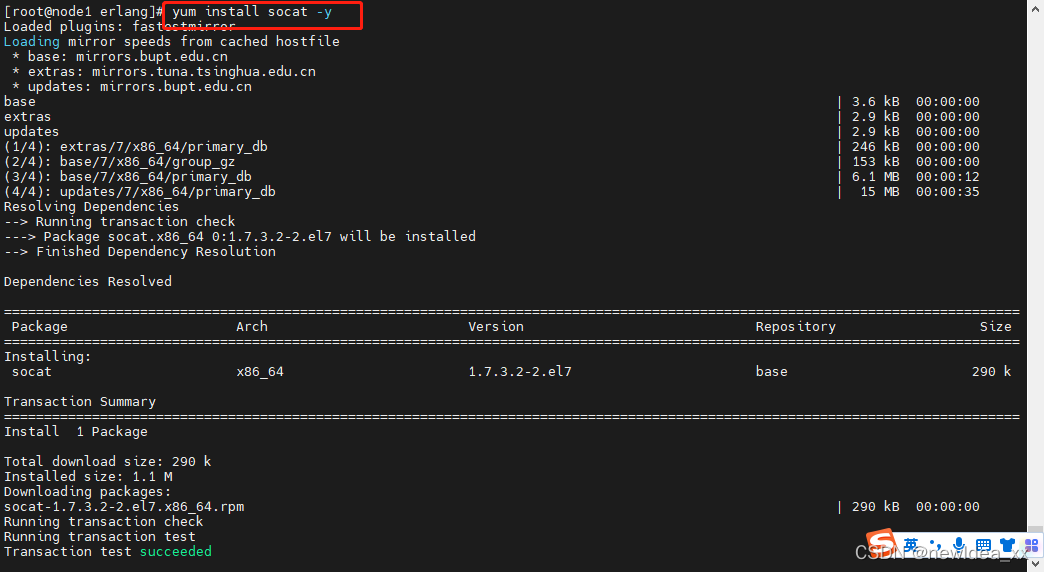 [root@node1 erlang]# yum install socat -y
Loaded plugins: fastestmirror
Loading mirror speeds from cached hostfile
 * base: mirrors.bupt.edu.cn
 * extras: mirrors.tuna.tsinghua.edu.cn
 * updates: mirrors.bupt.edu.cn
base | 3.6 kB 00:00:00
extras | 2.9 kB 00:00:00
updates | 2.9 kB 00:00:00
(1/4): extras/7/x86_64/primary_db | 246 kB 00:00:00
(2/4): base/7/x86_64/group_gz | 153 kB 00:00:00
(3/4): base/7/x86_64/primary_db | 6.1 MB 00:00:12
(4/4): updates/7/x86_64/primary_db | 15 MB 00:00:35
Resolving Dependencies
--> Running transaction check
---> Package socat.x86_64 0:1.7.3.2-2.el7 will be installed
--> Finished Dependency Resolution
Dependencies Resolved
================================================================================
Package Arch Version Repository Size
================================================================================
Installing:
 socat x86_64 1.7.3.2-2.el7 base 290 k
Transaction Summary
================================================================================
Install 1 Package
Total download size: 290 k
Installed size: 1.1 M
Downloading packages:
socat-1.7.3.2-2.el7.x86_64.rpm | 290 kB 00:00:00
Running transaction check
Running transaction test
Transaction test succeeded
S 英
CSDN @newIdea_xx